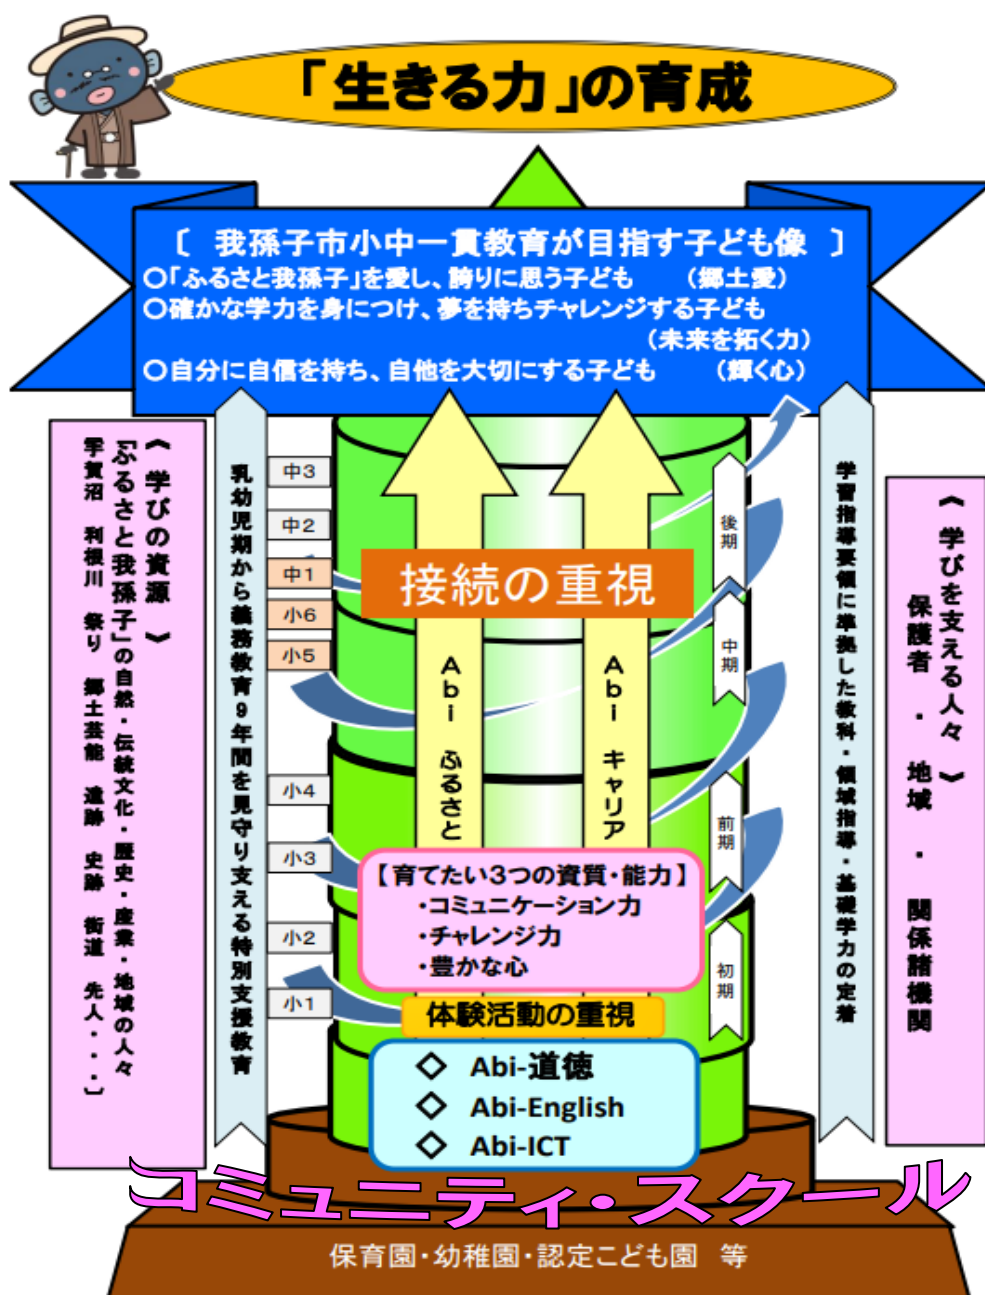 「生きる力」の育成
〔　我孫子市小中一貫教育が目指す子ども像　〕
○「ふるさと我孫子」を愛し、誇りに思う子ども　（郷土愛）
○確かな学力を身につけ、夢を持ちチャレンジする子ども
（未来を拓く力）
○自分に自信を持ち、自他を大切にする子ども　（輝く心）
《　学びの資源　》
「ふるさと我孫子」の自然・伝統文化・歴史・産業・地域の人々
手賀沼　利根川　祭り　郷土芸能　遺跡　史跡　街道　先人・・・〕
乳幼児期から義務教育９年間を見守り支える特別支援教育
中3
中2
中1
小6
小5
小4
小3
小2
小1
接続の重視
Ａｂｉ　ふるさと
Ａｂｉ　キャリア
後期
中期
前期
初期
【育てたい３つの資質・能力】
・コミュニケーション力
・チャレンジ力
・豊かな心
体験活動の重視
◇　Abi-道徳
◇　Abi-English
◇　Abi-ICT
学習指導要領に準拠した教科・領域指導・基礎学力の定着
《　学びを支える人々　》
保護者　・　地域　・　関係諸機関
コミュニティ・スクール
保育園・幼稚園・認定こども園　等